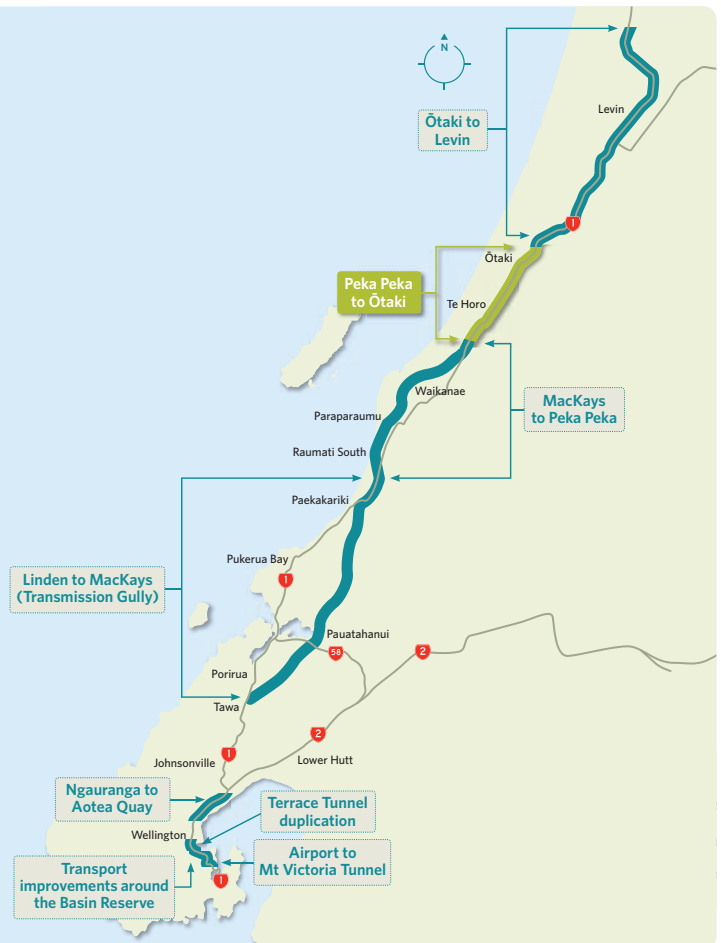 N
Levin
Ōtaki to
Levin
1
Ōtaki
Peka Peka
to Ōtaki
Te Horo
Waikanae
MacKays
to Peka Peka
Paraparaumu
Raumati South
Paekakariki
Pukerua Bay
1
Linden to MacKays
(Transmission Gully)
Pauatahanui
58
2
Porirua
Tawa
2
1
Johnsonville
Lower Hutt
Ngauranga to
Aotea Quay
Terrace Tunnel
duplication
Wellington
Airport to
Mt Victoria Tunnel
Transport
improvements around
the Basin Reserve
1